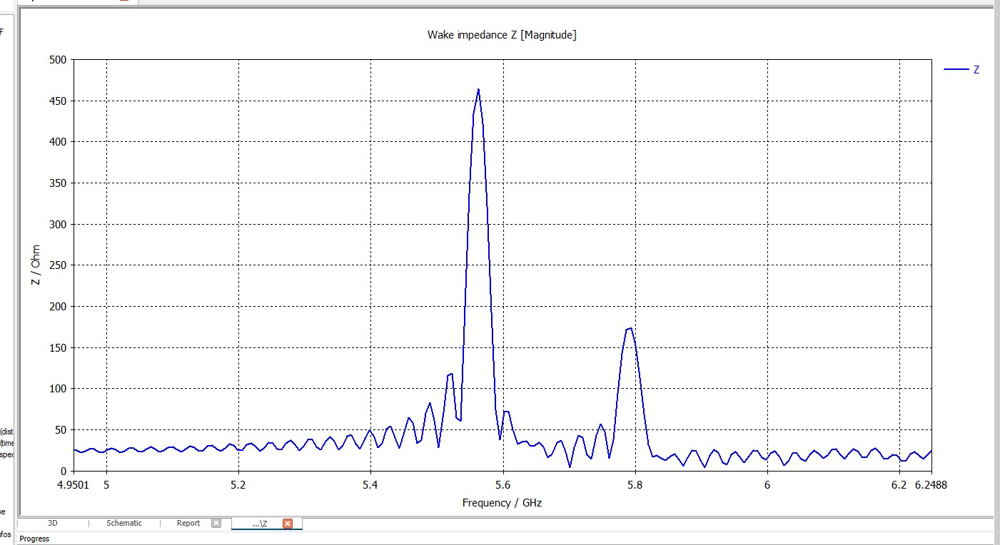 Wake impedance Z [Magnitude]
Z
500
450
400
350
300
250
200
150
100
50
0
Z / Ohm
4.9501 5 5.2 5.4 5.6 5.8 6 6.2 6.2488
Frequency / GHz
F
(dist
(time
spec
se
nfos
3D Schematic Report ...\Z
Progress